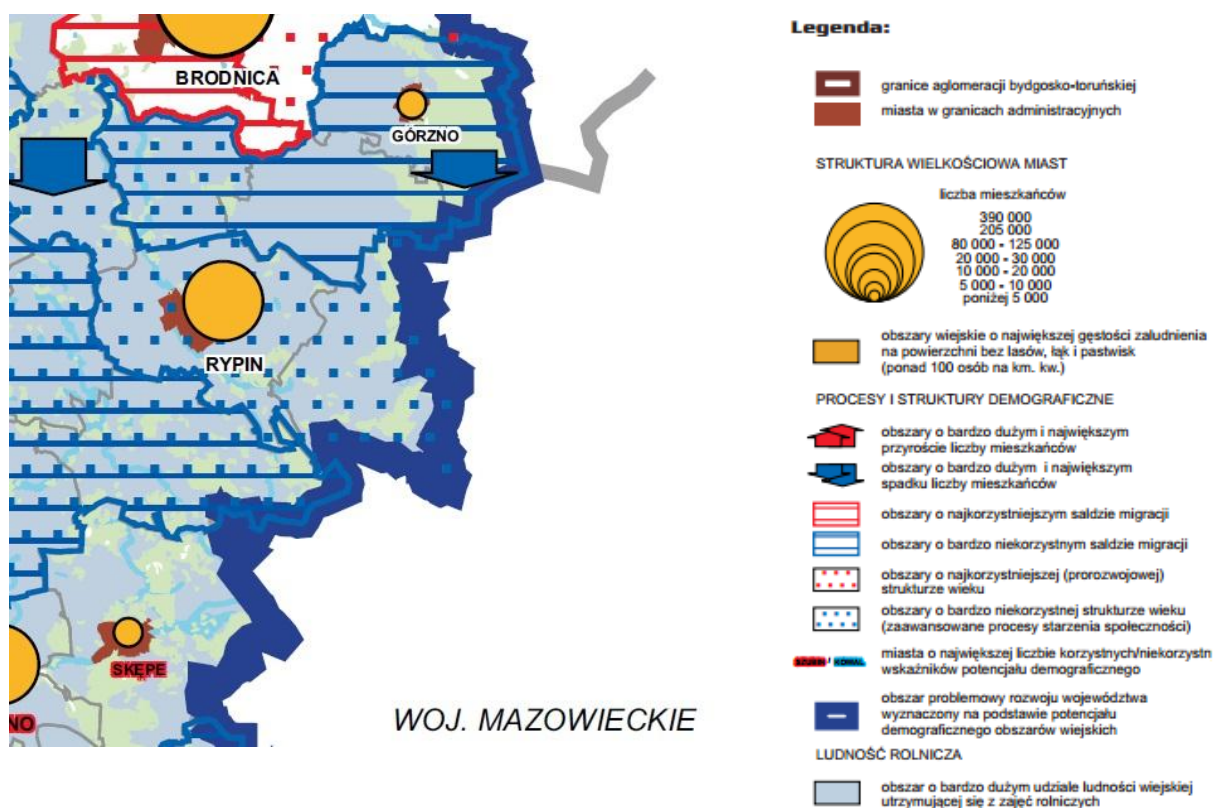 BRODNICA
GÓRZNO
RYPIN
SKĘPE
NO
WOJ. MAZOWIECKIE
Legenda:
granice aglomeracji bydgosko-toruńskiej
miasta w granicach administracyjnych
STRUKTURA WIELKOŚCIOWA MIAST
liczba mieszkańców
390 000
205 000
80 000 - 125 000
20 000 - 30 000
10 000 - 20 000
5 000 - 10 000
poniżej 5 000
obszary wiejskie o największej gęstości zaludnienia
na powierzchni bez lasów, łąk i pastwisk
(ponad 100 osób na km. kw.)
PROCESY I STRUKTURY DEMOGRAFICZNE
obszary o bardzo dużym i największym
przyroście liczby mieszkańców
obszary o bardzo dużym i największym
spadku liczby mieszkańców
obszary o najkorzystniejszym saldzie migracji
obszary o bardzo niekorzystnym saldzie migracji
obszary o najkorzystniejszej (prorozwojowej)
strukturze wieku
obszary o bardzo niekorzystnej strukturze wieku
(zaawansowane procesy starzenia społeczności)
SZUBIN / KOWAL
miasta o największej liczbie korzystnych/niekorzystn
wskaźników potencjału demograficznego
obszar problemowy rozwoju województwa
wyznaczony na podstawie potencjału
demograficznego obszarów wiejskich
LUDNOŚĆ ROLNICZA
obszar o bardzo dużym udziale ludności wiejskiej
utrzymującej się z zajęć rolniczych